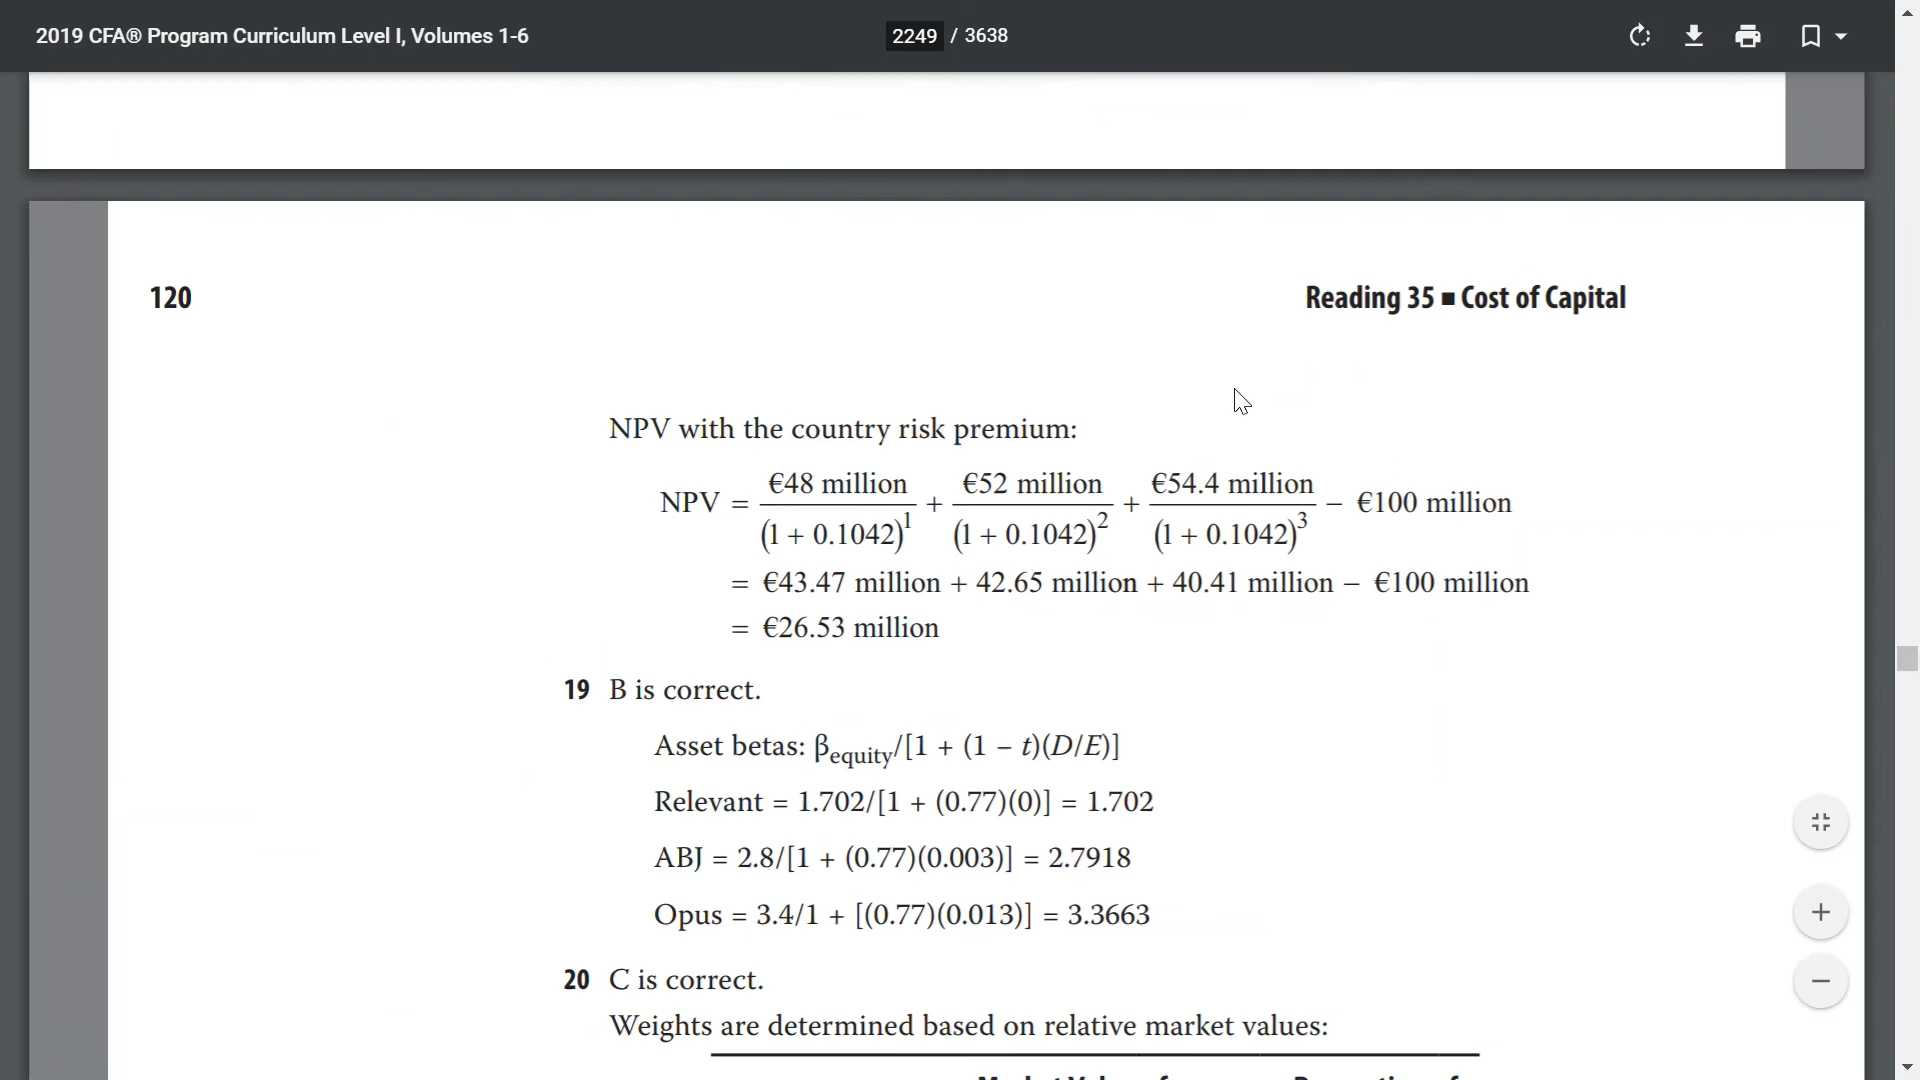 2019 CFA® Program Curriculum Level I, Volumes 1-6
2249 / 3638
120
Reading 35 ■ Cost of Capital
NPV with the country risk premium:
NPV = €48 million/(1 + 0.1042)^1 + €52 million/(1 + 0.1042)^2 + €54.4 million/(1 + 0.1042)^3 − €100 million
= €43.47 million + 42.65 million + 40.41 million − €100 million
= €26.53 million
19 B is correct.
Asset betas: β_equity/[1 + (1 − t)(D/E)]
Relevant = 1.702/[1 + (0.77)(0)] = 1.702
ABJ = 2.8/[1 + (0.77)(0.003)] = 2.7918
Opus = 3.4/1 + [(0.77)(0.013)] = 3.3663
20 C is correct.
Weights are determined based on relative market values: